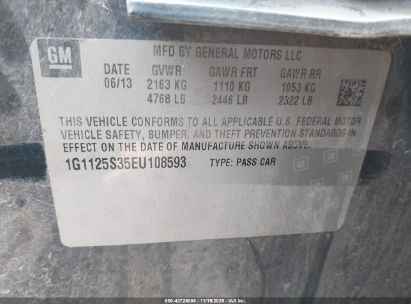 GM
MFD BY GENERAL MOTORS LLC
DATE GVWR GAWR FRT GAWR RR
06/13 2163 KG 1110 KG 1053 KG
4768 LB 2446 LB 2322 LB
THIS VEHICLE CONFORMS TO ALL APPLICABLE U.S. FEDERAL MOTOR
VEHICLE SAFETY, BUMPER, AND THEFT PREVENTION STANDARDS IN
EFFECT ON THE DATE OF MANUFACTURE SHOWN ABOVE.
1G1125S35EU108593 TYPE: PASS CAR